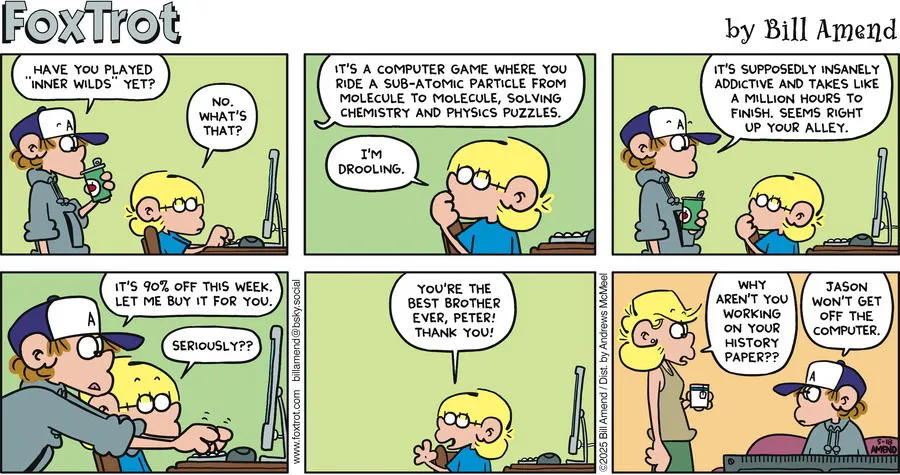 FoxTrot
by Bill Amend
HAVE YOU PLAYED
"INNER WILDS" YET?
NO.
WHAT'S
THAT?
IT'S A COMPUTER GAME WHERE YOU
RIDE A SUB-ATOMIC PARTICLE FROM
MOLECULE TO MOLECULE, SOLVING
CHEMISTRY AND PHYSICS PUZZLES.
I'M
DROOLING.
IT'S SUPPOSEDLY INSANELY
ADDICTIVE AND TAKES LIKE
A MILLION HOURS TO
FINISH. SEEMS RIGHT
UP YOUR ALLEY.
A
A
IT'S 90% OFF THIS WEEK.
LET ME BUY IT FOR YOU.
A
SERIOUSLY??
www.foxtrot.com billamend@bsky.social
YOU'RE THE
BEST BROTHER
EVER, PETER!
THANK YOU!
©2025 Bill Amend / Dist. by Andrews McMeel
WHY
AREN'T YOU
WORKING
ON YOUR
HISTORY
PAPER??
JASON
WON'T GET
OFF THE
COMPUTER.
A
5-18
AMEND